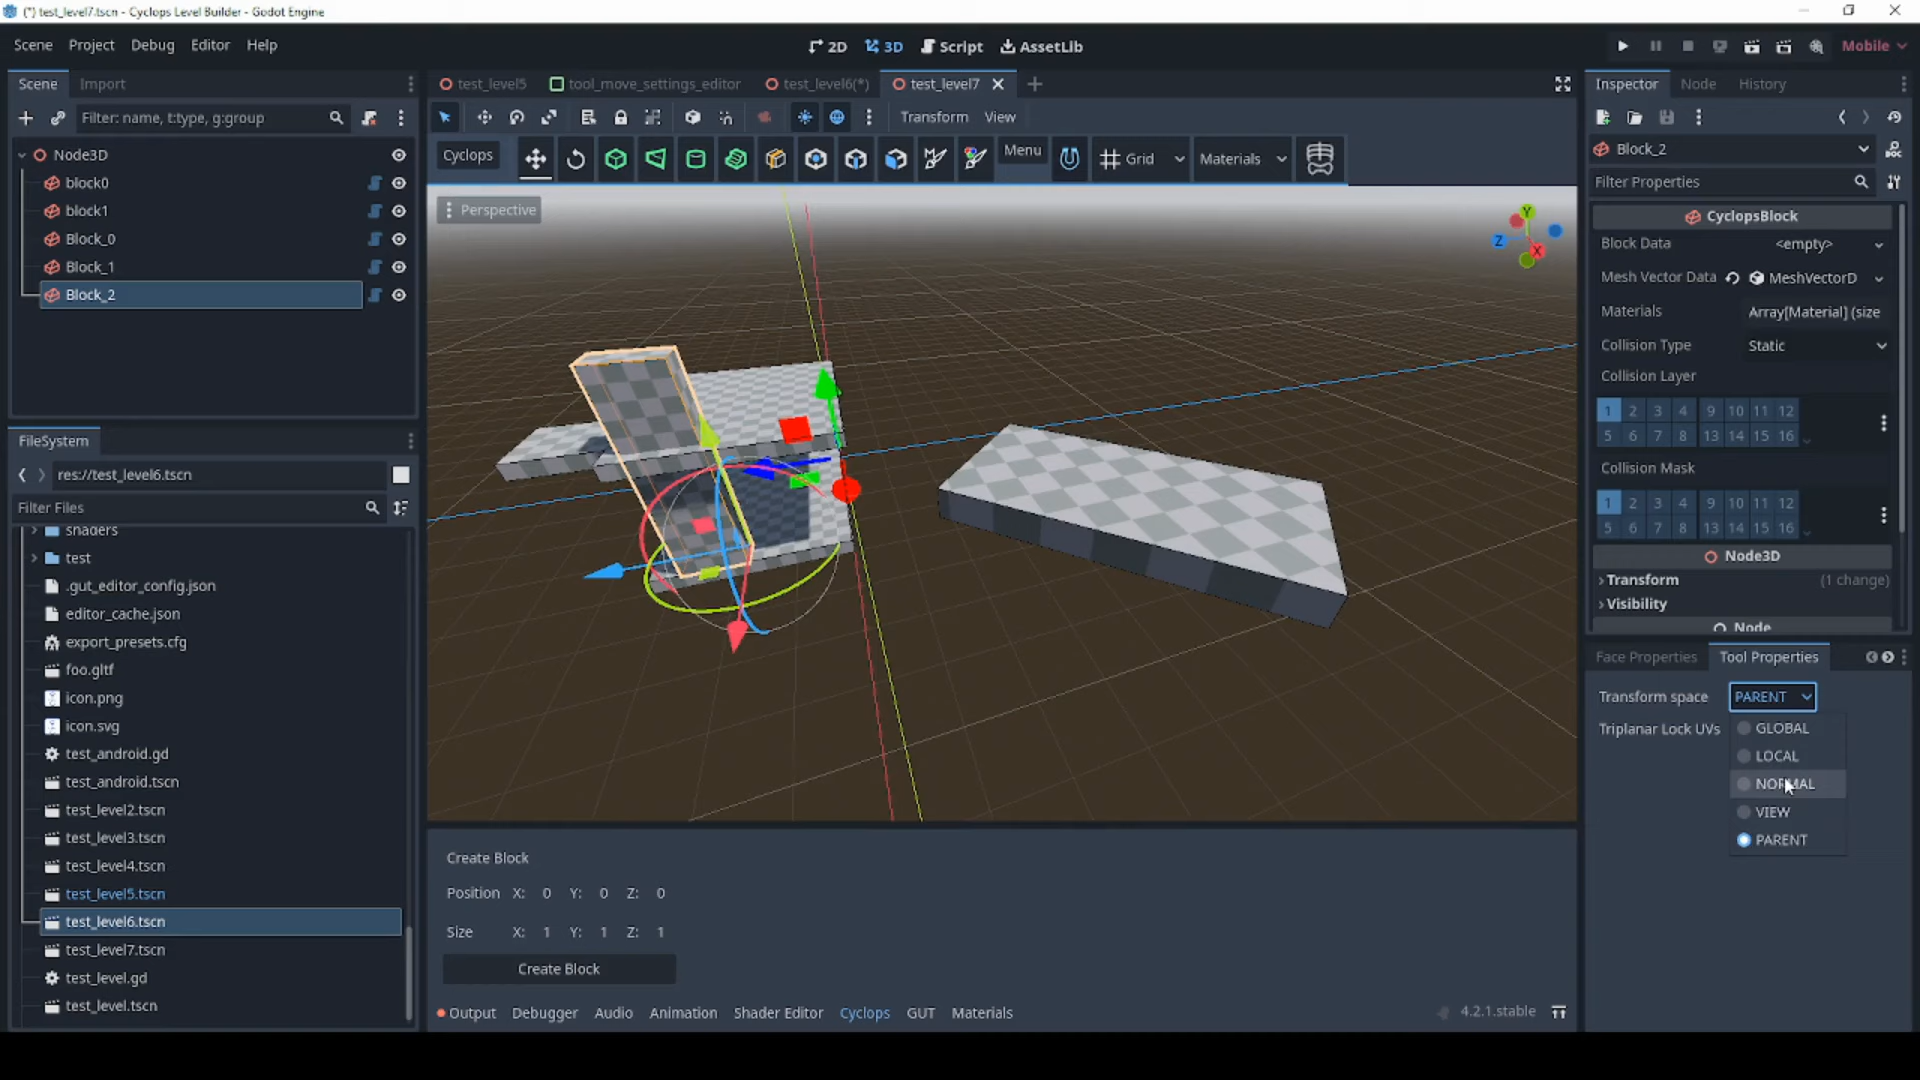 (*) test_level7.tscn - Cyclops Level Builder - Godot Engine
Scene Project Debug Editor Help
2D 3D Script AssetLib
Mobile
Scene Import
test_level5 tool_move_settings_editor test_level6(*) test_level7
Inspector Node History
Filter: name, t:type, g:group
Transform View
Node3D
block0
block1
Block_0
Block_1
Block_2
Cyclops Menu Grid Materials
Perspective
Y
Z
X
Block_2
Filter Properties
CyclopsBlock
Block Data <empty>
Mesh Vector Data MeshVectorD
Materials Array[Material] (size
Collision Type Static
Collision Layer
1 2 3 4 9 10 11 12
5 6 7 8 13 14 15 16
Collision Mask
1 2 3 4 9 10 11 12
5 6 7 8 13 14 15 16
Node3D
Transform (1 change)
Visibility
Node
FileSystem
res://test_level6.tscn
Filter Files
shaders
test
.gut_editor_config.json
editor_cache.json
export_presets.cfg
foo.gltf
icon.png
icon.svg
test_android.gd
test_android.tscn
test_level2.tscn
test_level3.tscn
test_level4.tscn
test_level5.tscn
test_level6.tscn
test_level7.tscn
test_level.gd
test_level.tscn
Create Block
Position X: 0 Y: 0 Z: 0
Size X: 1 Y: 1 Z: 1
Create Block
Output Debugger Audio Animation Shader Editor Cyclops GUT Materials
4.2.1.stable
Face Properties Tool Properties
Transform space PARENT
Triplanar Lock UVs
GLOBAL
LOCAL
NORMAL
VIEW
PARENT